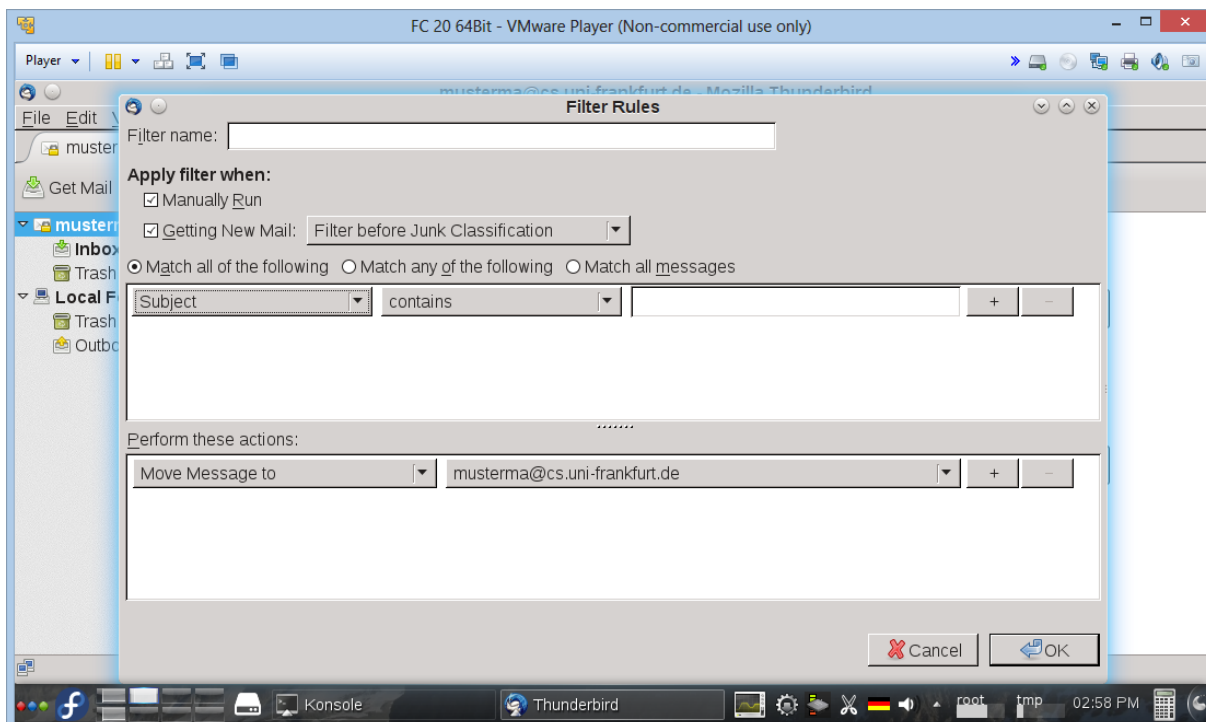 FC 20 64Bit - VMware Player (Non-commercial use only)
Player
musterma@cs.uni-frankfurt.de - Mozilla Thunderbird
Filter Rules
File Edit
Filter name:
muster
Apply filter when:
Get Mail
Manually Run
Getting New Mail: Filter before Junk Classification
Inbox
Trash
Match all of the following Match any of the following Match all messages
Local F
Subject contains + -
Trash
Outbo
Perform these actions:
Move Message to musterma@cs.uni-frankfurt.de + -
Cancel OK
Konsole Thunderbird root tmp 02:58 PM